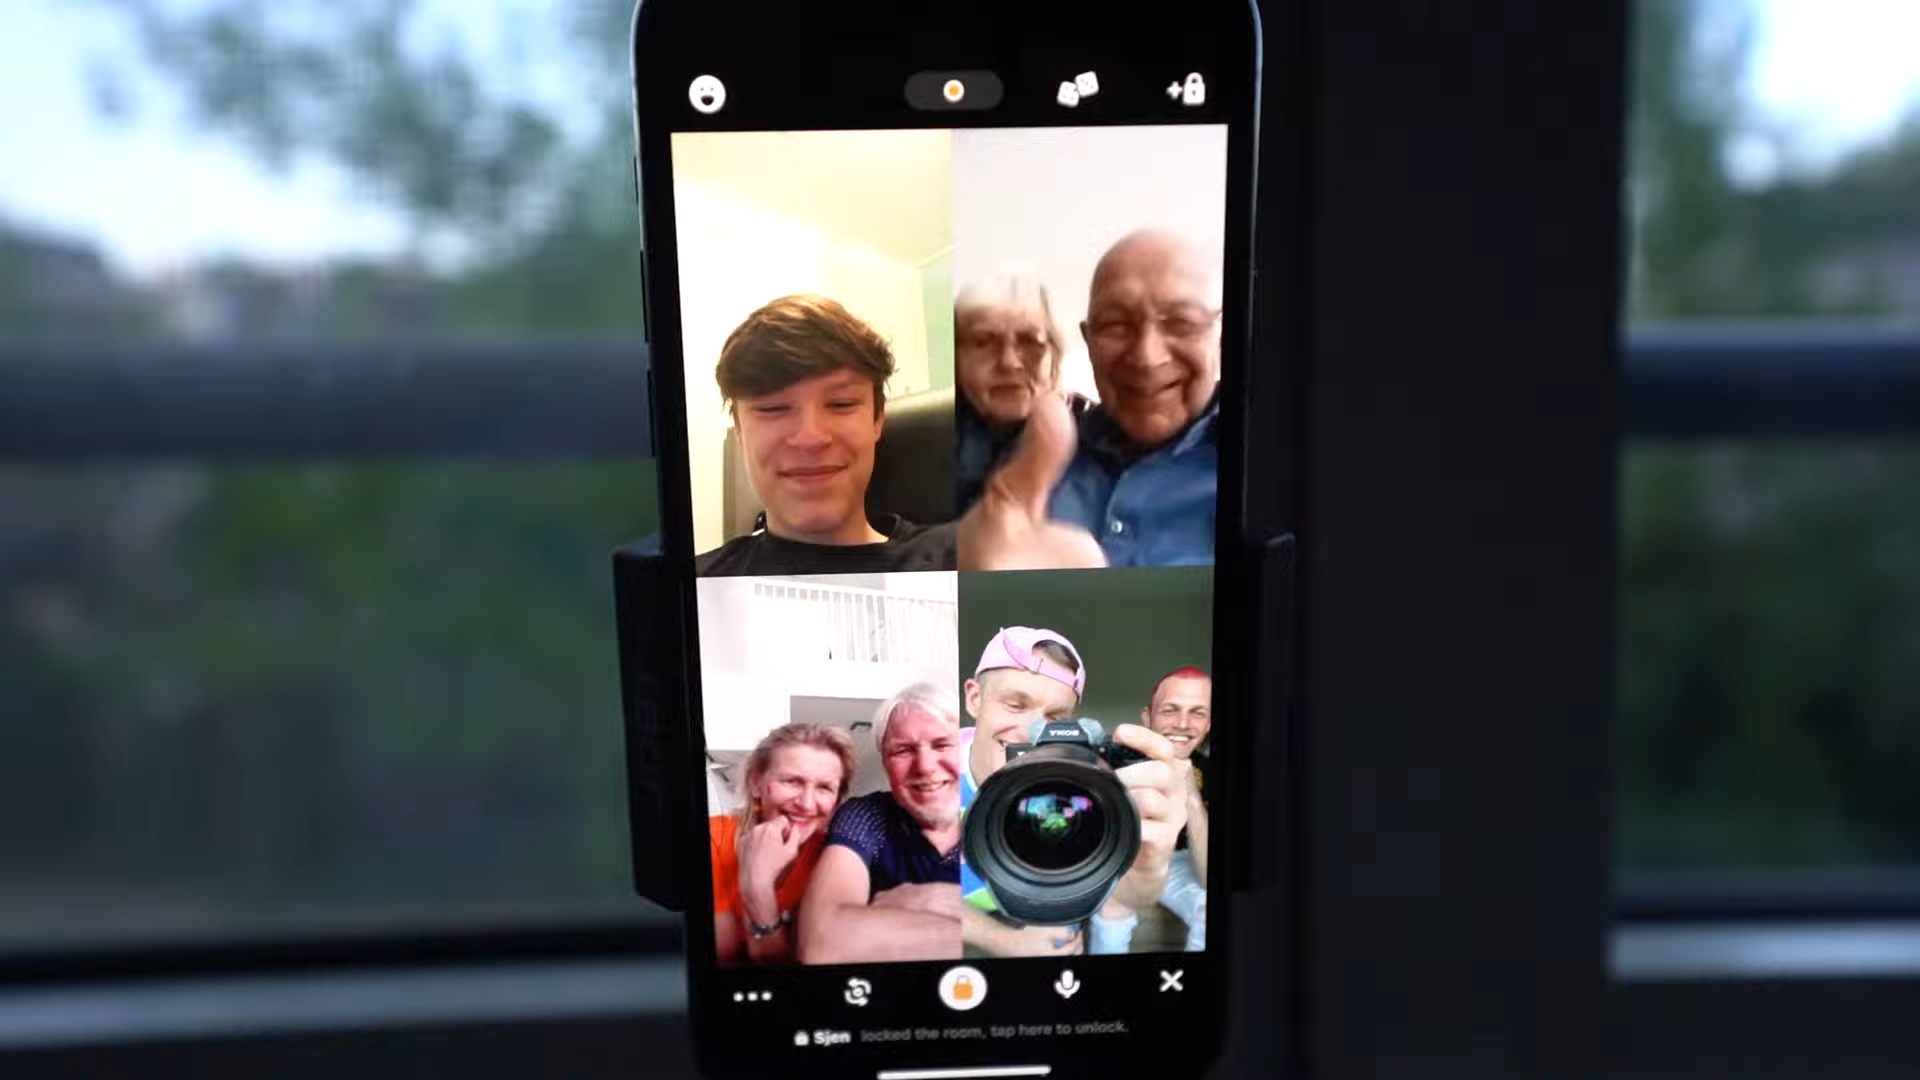 SONY
Sjen locked the room, tap here to unlock.